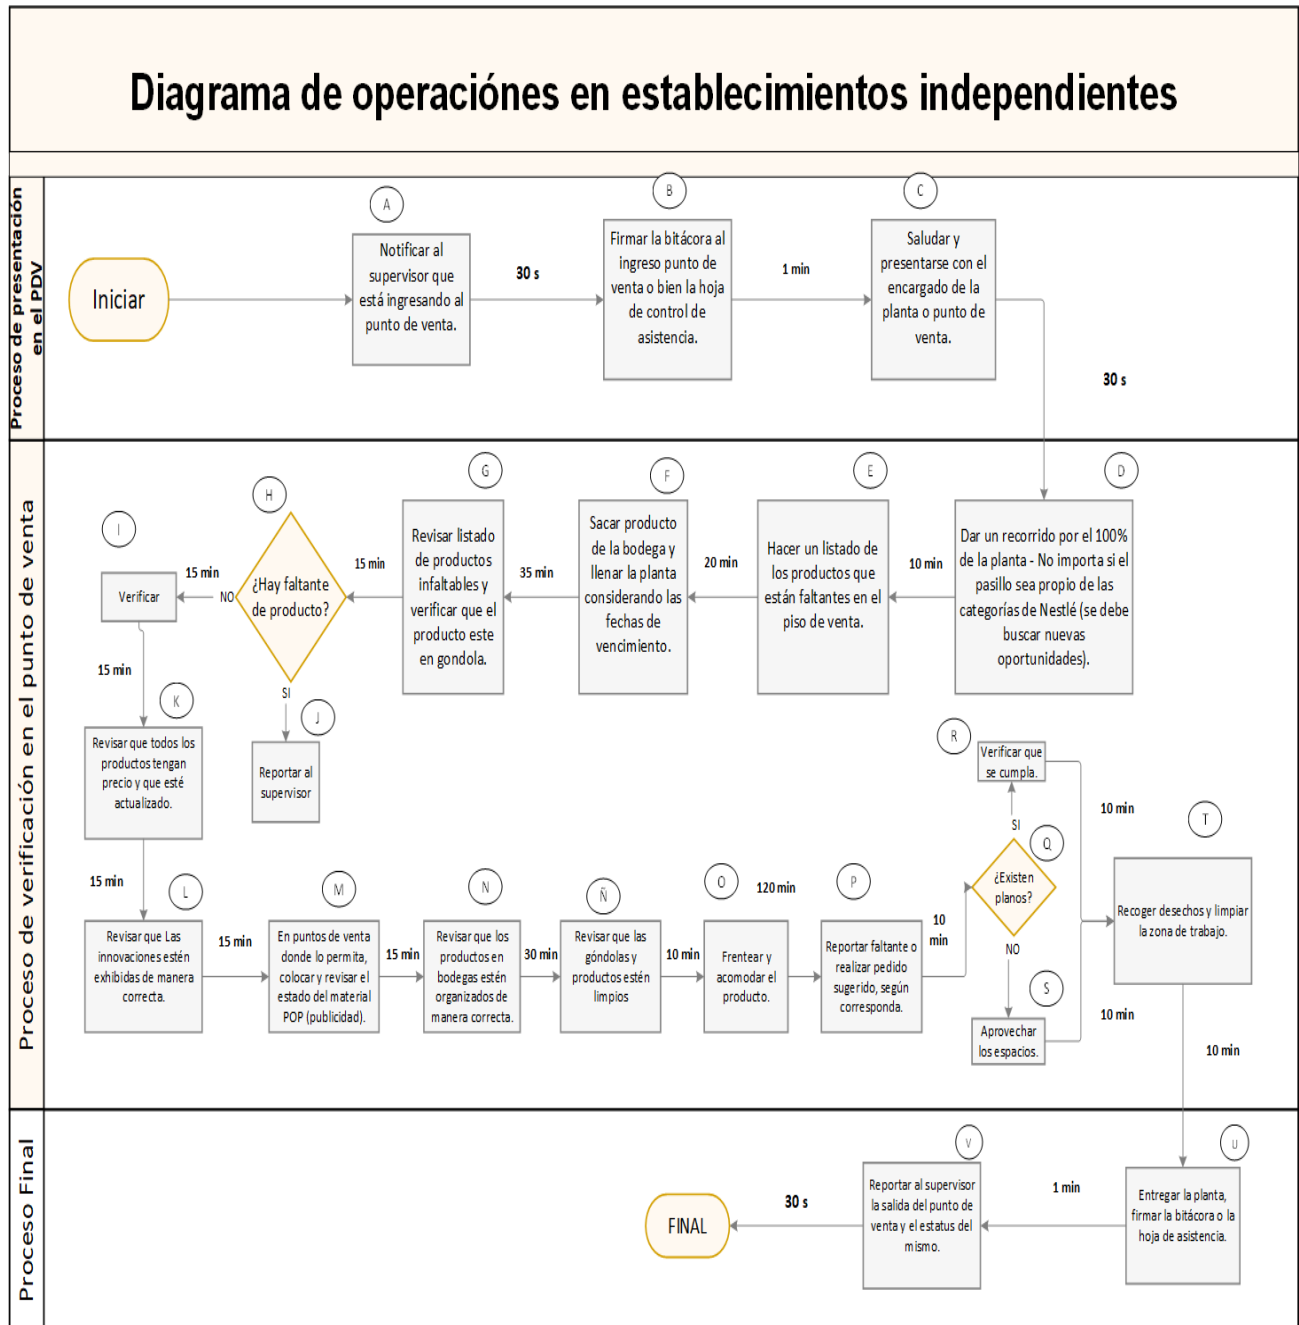 Diagrama de operaciónes en establecimientos independientes
Proceso de presentación
en el PDV
Iniciar
A
Notificar al
supervisor que
está ingresando al
punto de venta.
30 s
B
Firmar la bitácora al
ingreso punto de
venta o bien la hoja
de control de
asistencia.
1 min
C
Saludar y
presentarse con el
encargado de la
planta o punto de
venta.
30 s
Proceso de verificación en el punto de venta
D
Dar un recorrido por el 100%
de la planta - No importa si el
pasillo sea propio de las
categorías de Nestlé (se debe
buscar nuevas
oportunidades).
10 min
E
Hacer un listado de
los productos que
están faltantes en el
piso de venta.
20 min
F
Sacar producto
de la bodega y
llenar la planta
considerando las
fechas de
vencimiento.
35 min
G
Revisar listado
de productos
infaltables y
verificar que el
producto este
en gondola.
15 min
H
¿Hay faltante
de producto?
NO
15 min
I
Verificar
15 min
SI
J
Reportar al
supervisor
K
Revisar que todos los
productos tengan
precio y que esté
actualizado.
15 min
L
Revisar que Las
innovaciones estén
exhibidas de manera
correcta.
15 min
M
En puntos de venta
donde lo permita,
colocar y revisar el
estado del material
POP (publicidad).
15 min
N
Revisar que los
productos en
bodegas estén
organizados de
manera correcta.
30 min
Ñ
Revisar que las
góndolas y
productos estén
limpios
10 min
O
Frentear y
acomodar el
producto.
120 min
P
Reportar faltante o
realizar pedido
sugerido, según
corresponda.
10
min
Q
¿Existen
planos?
SI
R
Verificar que
se cumpla.
10 min
NO
S
Aprovechar
los espacios.
10 min
T
Recoger desechos y limpiar
la zona de trabajo.
10 min
Proceso Final
U
Entregar la planta,
firmar la bitácora o la
hoja de asistencia.
1 min
V
Reportar al supervisor
la salida del punto de
venta y el estatus del
mismo.
30 s
FINAL